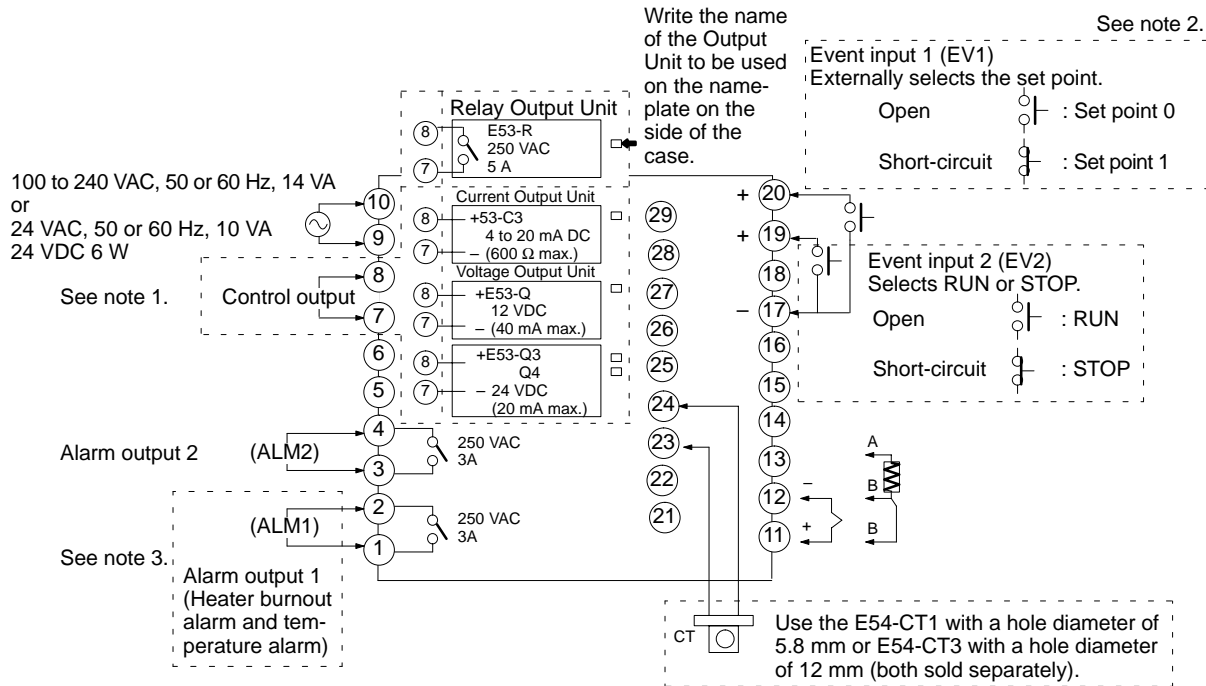 Write the name
of the Output
Unit to be used
on the name-
plate on the
side of the
case.
See note 2.
Event input 1 (EV1)
Externally selects the set point.
Open : Set point 0
Short-circuit : Set point 1
Relay Output Unit
8
E53-R
250 VAC
7
5 A
100 to 240 VAC, 50 or 60 Hz, 14 VA
or
24 VAC, 50 or 60 Hz, 10 VA
24 VDC 6 W
10
9
8
7
6
5
4
3
2
1
See note 1.
Control output
Current Output Unit
8
+53-C3
4 to 20 mA DC
7
– (600 Ω max.)
Voltage Output Unit
8
+E53-Q
12 VDC
7
– (40 mA max.)
8
+E53-Q3
Q4
7
– 24 VDC
(20 mA max.)
29
28
27
26
25
24
23
22
21
+ 20
+ 19
18
– 17
16
15
14
13
12
11
Event input 2 (EV2)
Selects RUN or STOP.
Open : RUN
Short-circuit : STOP
Alarm output 2
(ALM2)
250 VAC
3A
(ALM1)
250 VAC
3A
See note 3.
Alarm output 1
(Heater burnout
alarm and tem-
perature alarm)
–
+
A
B
B
CT
Use the E54-CT1 with a hole diameter of
5.8 mm or E54-CT3 with a hole diameter
of 12 mm (both sold separately).